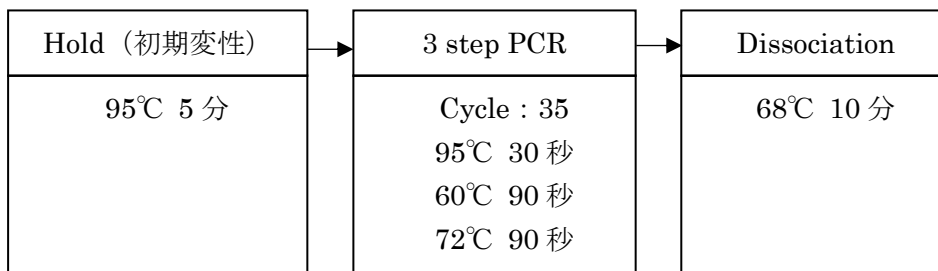 Hold（初期変性）
95℃ 5 分
3 step PCR
Cycle：35
95℃ 30 秒
60℃ 90 秒
72℃ 90 秒
Dissociation
68℃ 10 分